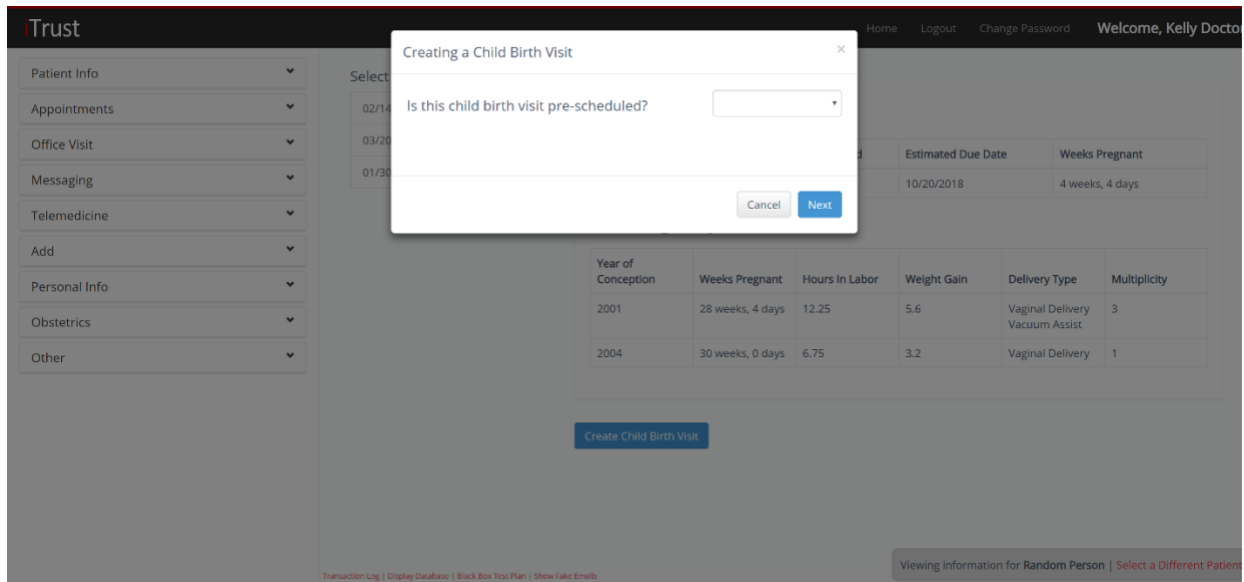 iTrust
Home Logout Change Password Welcome, Kelly Doctor
Creating a Child Birth Visit ×
Is this child birth visit pre-scheduled?
Cancel Next
Patient Info
Appointments
Office Visit
Messaging
Telemedicine
Add
Personal Info
Obstetrics
Other
Select
02/14
03/20
01/30
Estimated Due Date Weeks Pregnant
10/20/2018 4 weeks, 4 days
Year of
Conception Weeks Pregnant Hours In Labor Weight Gain Delivery Type Multiplicity
2001 28 weeks, 4 days 12.25 5.6 Vaginal Delivery 3
Vacuum Assist
2004 30 weeks, 0 days 6.75 3.2 Vaginal Delivery 1
Create Child Birth Visit
Viewing information for Random Person | Select a Different Patient
Transaction Log | Display Database | Black Box Test Plan | Show Fake Emails